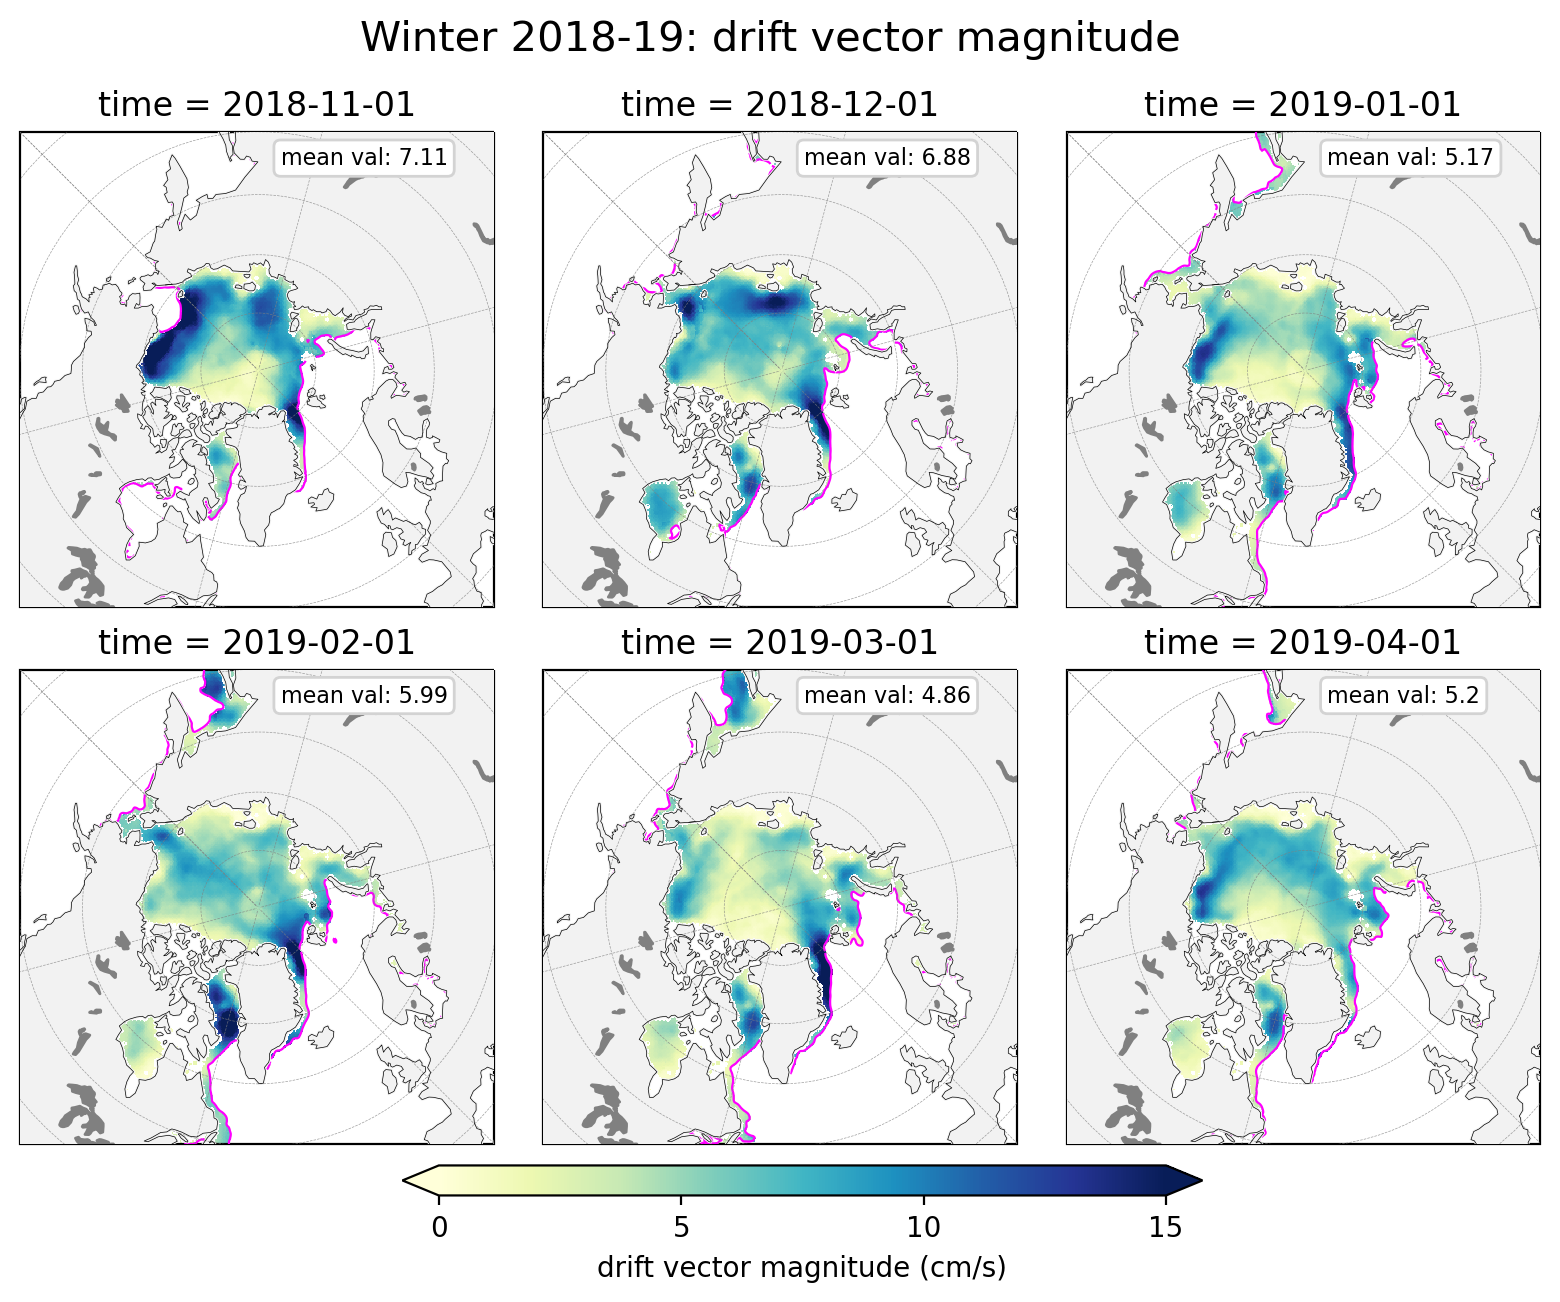 Winter 2018-19: drift vector magnitude
time = 2018-11-01
time = 2018-12-01
time = 2019-01-01
mean val: 7.11
mean val: 6.88
mean val: 5.17
time = 2019-02-01
time = 2019-03-01
time = 2019-04-01
mean val: 5.99
mean val: 4.86
mean val: 5.2
0 5 10 15
drift vector magnitude (cm/s)